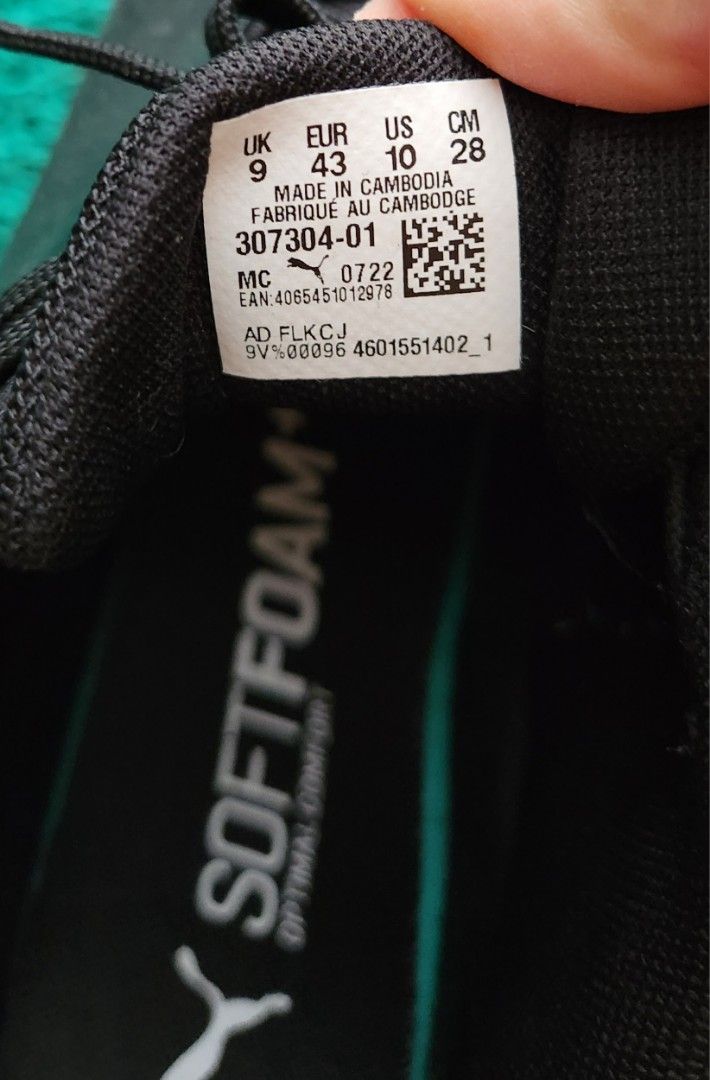 UK EUR US CM
9 43 10 28
MADE IN CAMBODIA
FABRIQUÉ AU CAMBODGE
307304-01
MC 0722
EAN:4065451012978
AD FLKCJ
9V%00096 4601551402_1
SOFTFOAM+
OPTIMAL COMFORT